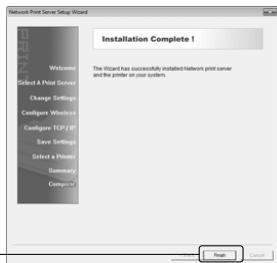 Network Print Server Setup Wizard
PRINT
Welcome
Select A Print Server
Change Settings
Configure Wireless
Configure TCP / IP
Save Settings
Select a Printer
Summary
Complete
Installation Complete !
The Wizard has successfully installed Network print server
and the printer on your system.
Finish
Cancel